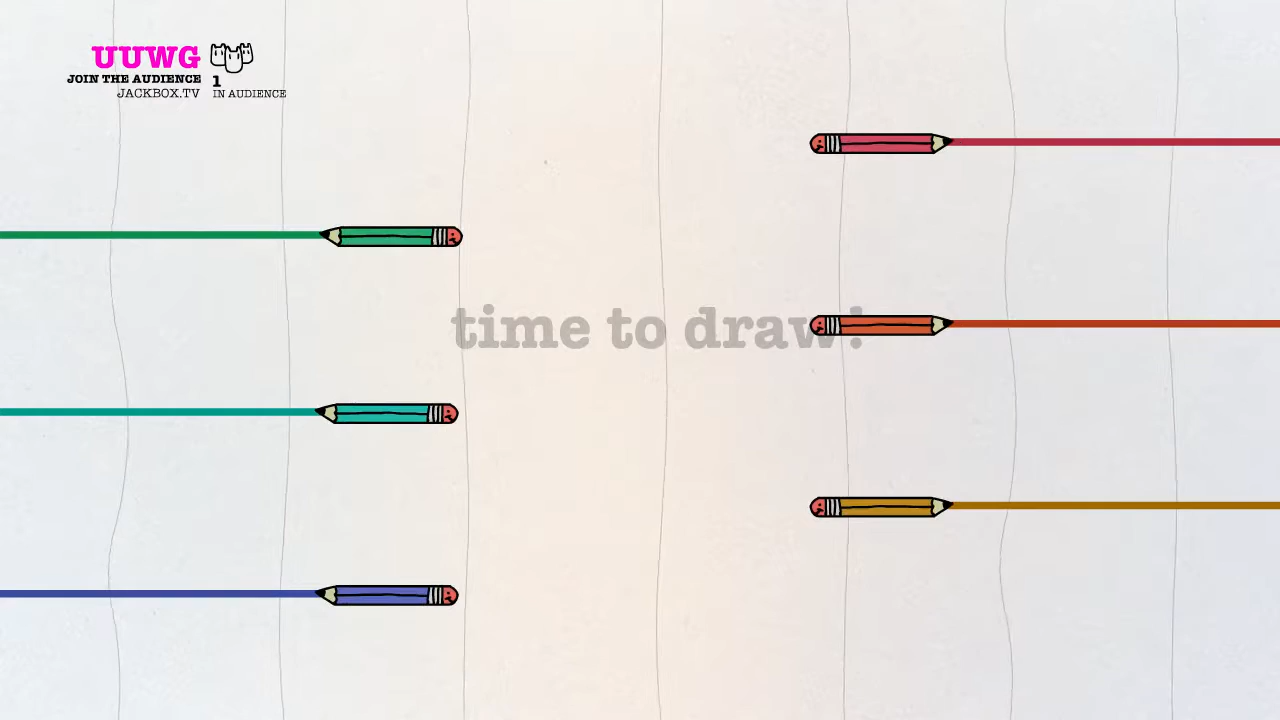 UUWG
JOIN THE AUDIENCE
JACKBOX.TV
1
IN AUDIENCE
time to draw!